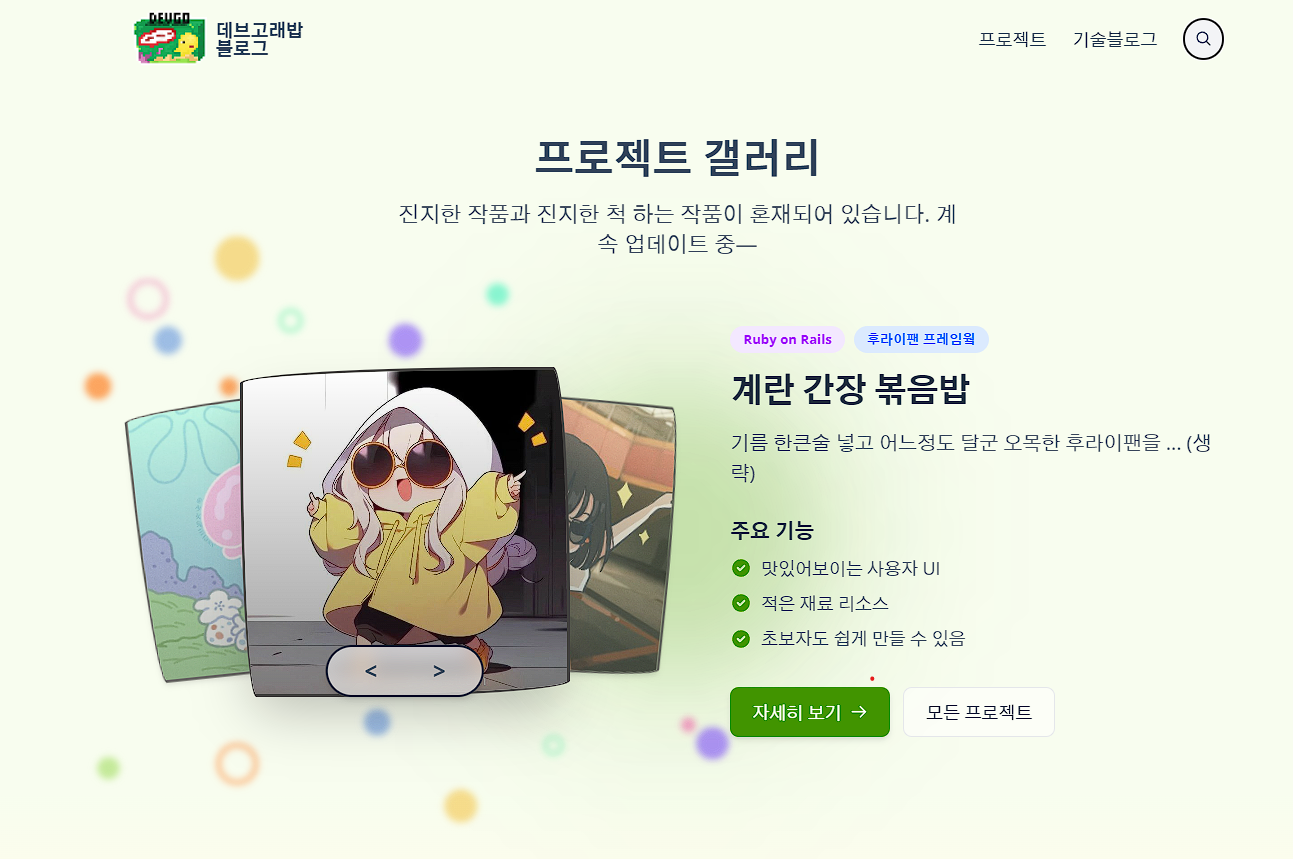 DEVGO
데브고래밥
블로그
프로젝트
기술블로그
프로젝트 갤러리
진지한 작품과 진지한 척 하는 작품이 혼재되어 있습니다. 계
속 업데이트 중—
Ruby on Rails
후라이팬 프레임웍
계란 간장 볶음밥
기름 한큰술 넣고 어느정도 달군 오목한 후라이팬을 ... (생
략)
주요 기능
맛있어보이는 사용자 UI
적은 재료 리소스
초보자도 쉽게 만들 수 있음
< >
자세히 보기 →
모든 프로젝트